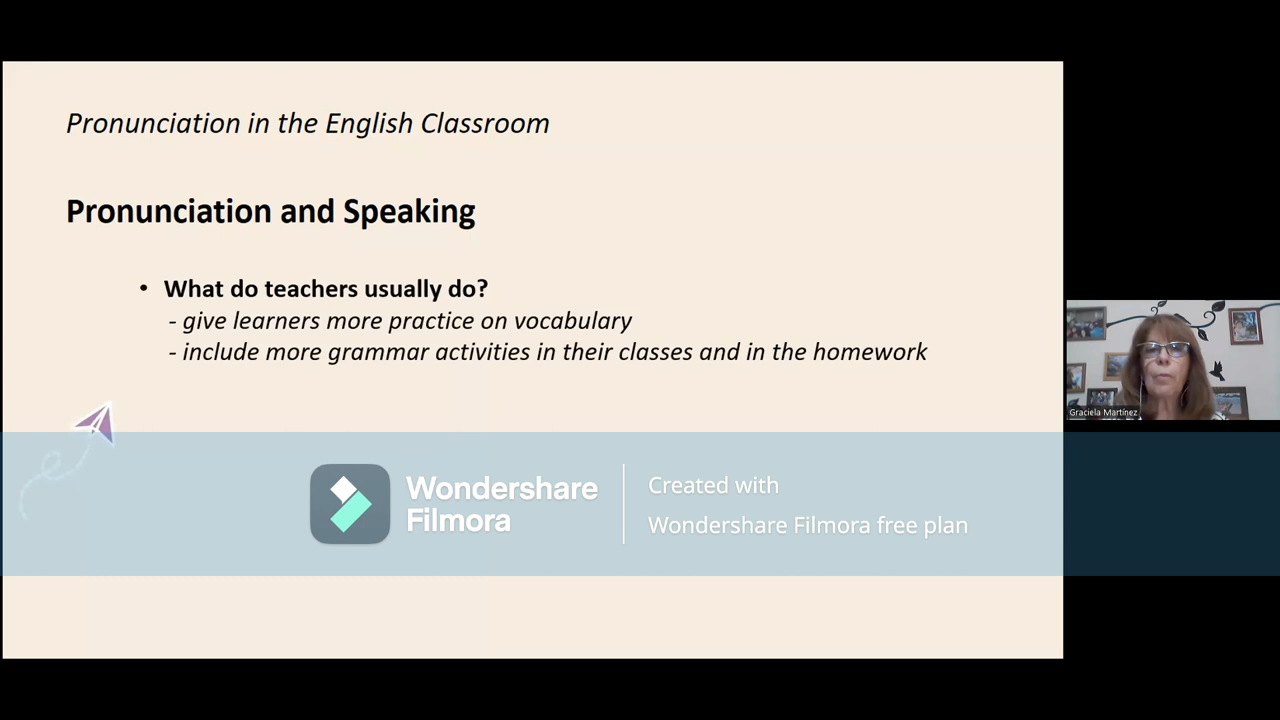 Pronunciation in the English Classroom
Pronunciation and Speaking
• What do teachers usually do?
- give learners more practice on vocabulary
- include more grammar activities in their classes and in the homework
Graciela Martínez
Wondershare
Filmora
Created with
Wondershare Filmora free plan